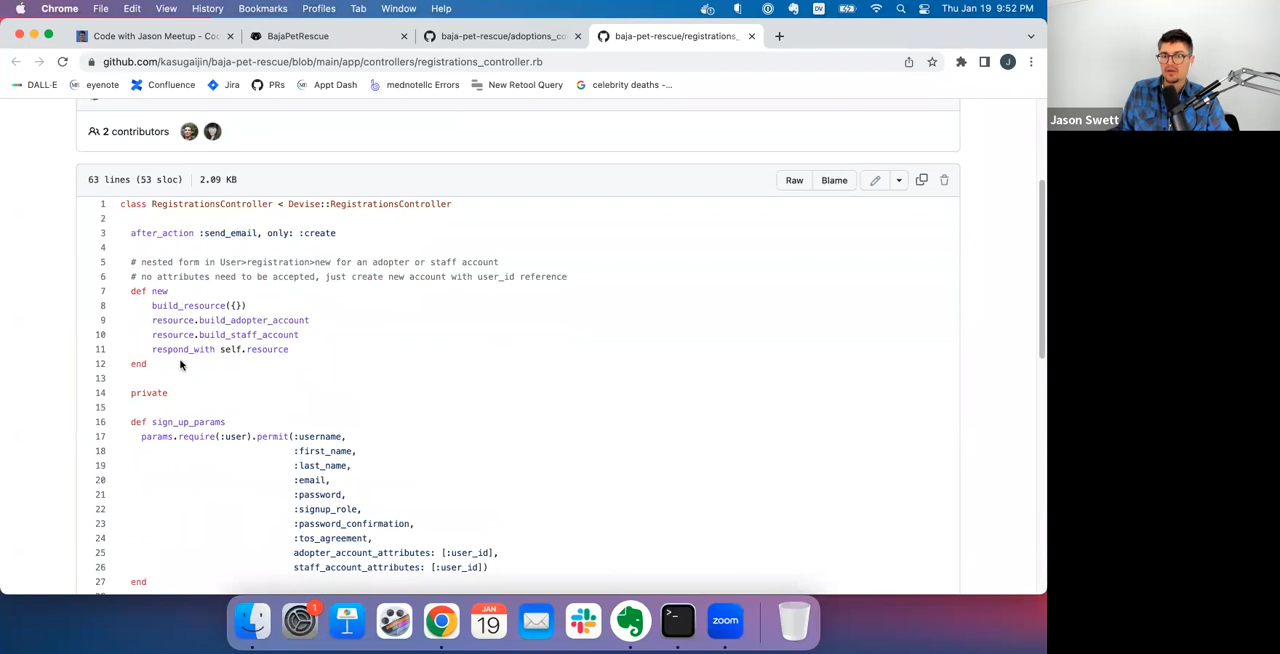 Chrome File Edit View History Bookmarks Profiles Tab Window Help DV Thu Jan 19 9:52 PM
Code with Jason Meetup - Co BajaPetRescue baja-pet-rescue/adoptions_co baja-pet-rescue/registrations_
github.com/kasugaijin/baja-pet-rescue/blob/main/app/controllers/registrations_controller.rb J
DALL-E eyenote Confluence Jira PRs Appt Dash mednotellc Errors New Retool Query celebrity deaths -...
Jason Swett
2 contributors
63 lines (53 sloc) 2.09 KB Raw Blame
1 class RegistrationsController < Devise::RegistrationsController
2
3 after_action :send_email, only: :create
4
5 # nested form in User>registration>new for an adopter or staff account
6 # no attributes need to be accepted, just create new account with user_id reference
7 def new
8 build_resource({})
9 resource.build_adopter_account
10 resource.build_staff_account
11 respond_with self.resource
12 end
13
14 private
15
16 def sign_up_params
17 params.require(:user).permit(:username,
18 :first_name,
19 :last_name,
20 :email,
21 :password,
22 :signup_role,
23 :password_confirmation,
24 :tos_agreement,
25 adopter_account_attributes: [:user_id],
26 staff_account_attributes: [:user_id])
27 end
1
JAN
19
zoom